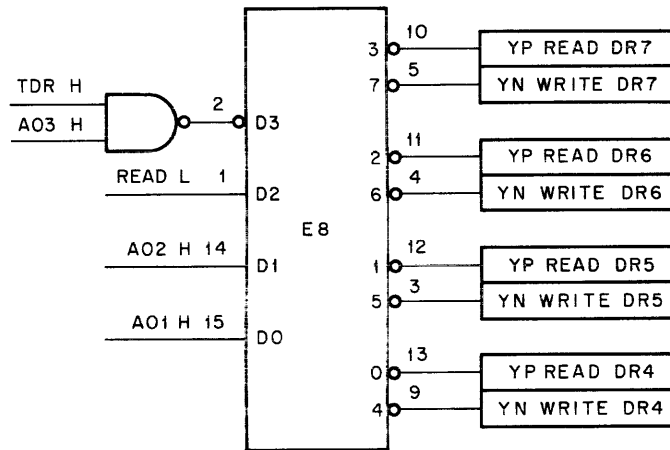 3 10 YP READ DR7
7 5 YN WRITE DR7
TDR H
A03 H 2 D3
2 11 YP READ DR6
6 4 YN WRITE DR6
READ L 1 D2
E8
A02 H 14 D1
1 12 YP READ DR5
5 3 YN WRITE DR5
A01 H 15 D0
0 13 YP READ DR4
4 9 YN WRITE DR4